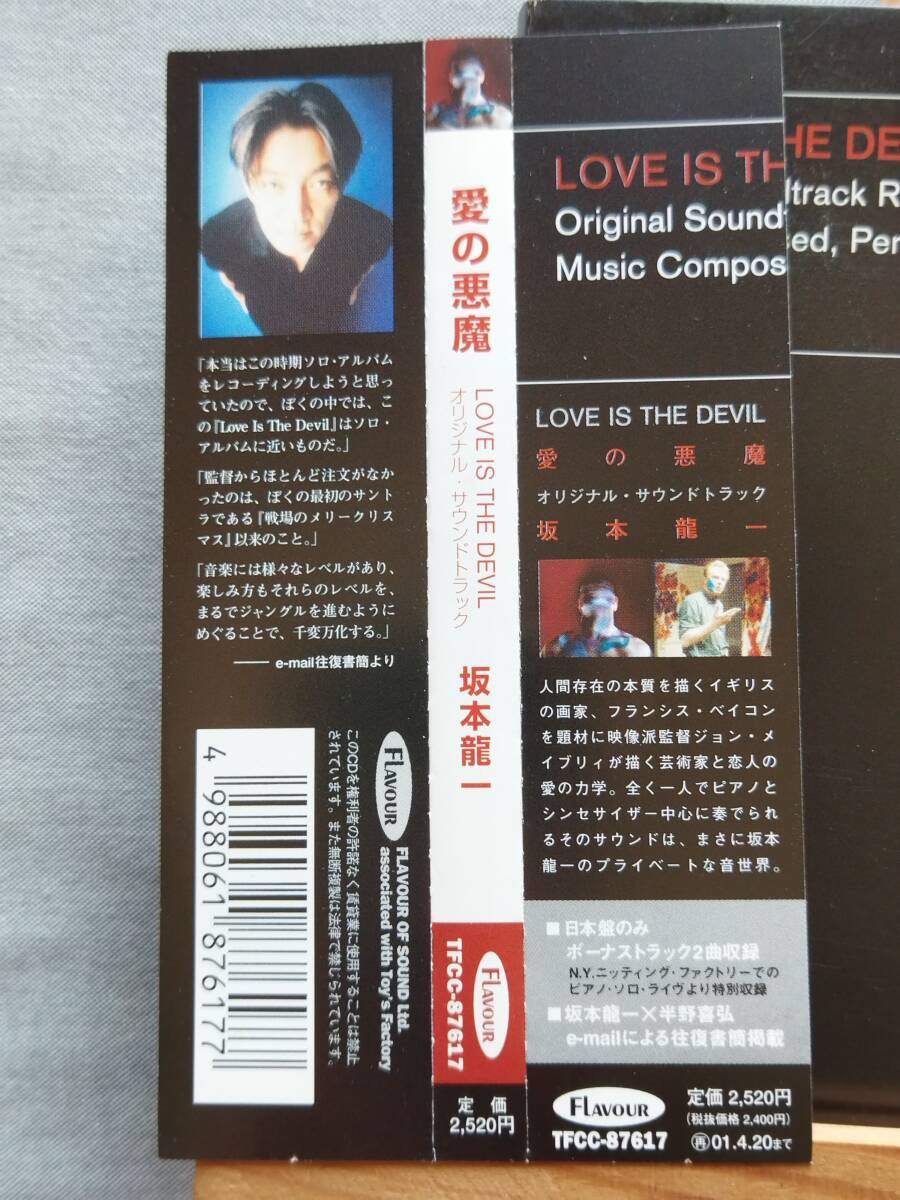 「本当はこの時期ソロ・アルバム
をレコーディングしようと思っ
ていたので、ぼくの中では、こ
の『Love Is The Devil』はソロ・
アルバムに近いものだ。」
「監督からほとんど注文がなか
ったのは、ぼくの最初のサント
ラである『戦場のメリークリス
マス』以来のこと。」
「音楽には様々なレベルがあり、
楽しみ方もそれらのレベルを、
まるでジャングルを進むように
めぐることで、千変万化する。」
―― e-mail往復書簡より
FLAVOUR
FLAVOUR OF SOUND Ltd.
associated with Toy's Factory
このCDを権利者の許諾なく賃貸業に使用することは禁止
されています。また無断複製は法律で禁じられています。
4 988061 876177
愛の悪魔
LOVE IS THE DEVIL
オリジナル・サウンドトラック
坂本龍一
FLAVOUR
TFCC-87617
定価
2,520円
LOVE IS TH
Original Sound
Music Compos
HE DE
ltrack R
sed, Per
LOVE IS THE DEVIL
愛の悪魔
オリジナル・サウンドトラック
坂本龍一
人間存在の本質を描くイギリス
の画家、フランシス・ベイコン
を題材に映像派監督ジョン・メ
イブリィが描く芸術家と恋人の
愛の力学。全く一人でピアノと
シンセサイザー中心に奏でられ
るそのサウンドは、まさに坂本
龍一のプライベートな音世界。
■日本盤のみ
ボーナストラック2曲収録
N.Y.ニッティング・ファクトリーでの
ピアノ・ソロ・ライヴより特別収録
■坂本龍一×半野喜弘
e-mailによる往復書簡掲載
FLAVOUR
TFCC-87617
定価 2,520円
(税抜価格 2,400円)
再01.4.20まで